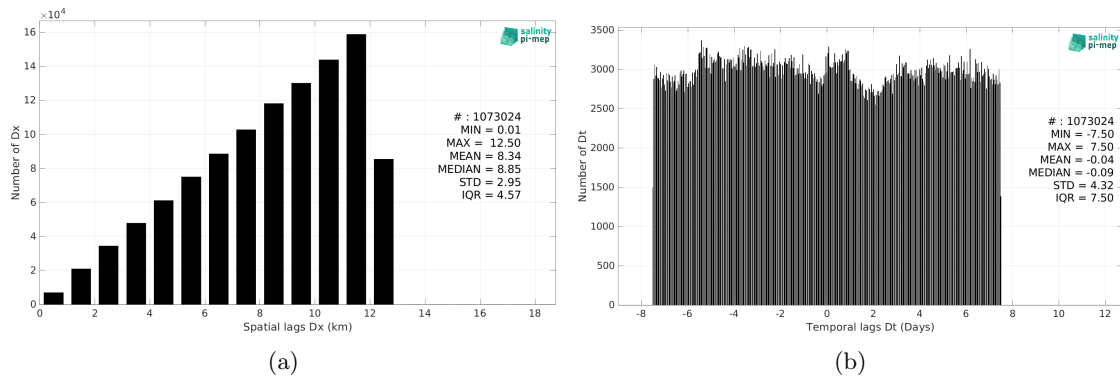 ×10⁴
16
14
12
10
8
6
4
2
0
Number of Dx
salinity
pi-mep
# : 1073024
MIN = 0.01
MAX = 12.50
MEAN = 8.34
MEDIAN = 8.85
STD = 2.95
IQR = 4.57
0 2 4 6 8 10 12 14 16 18
Spatial lags Dx (km)
(a)
3500
3000
2500
2000
1500
1000
500
0
Number of Dt
salinity
pi-mep
# : 1073024
MIN = -7.50
MAX = 7.50
MEAN = -0.04
MEDIAN = -0.09
STD = 4.32
IQR = 7.50
-8 -6 -4 -2 0 2 4 6 8 10 12
Temporal lags Dt (Days)
(b)